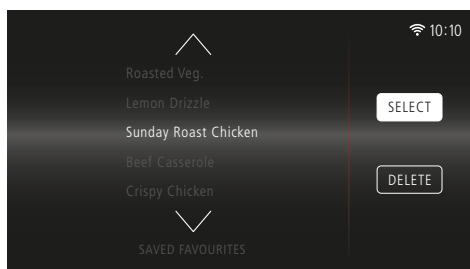 10:10
Roasted Veg.
Lemon Drizzle
SELECT
Sunday Roast Chicken
Beef Casserole
DELETE
Crispy Chicken
SAVED FAVOURITES